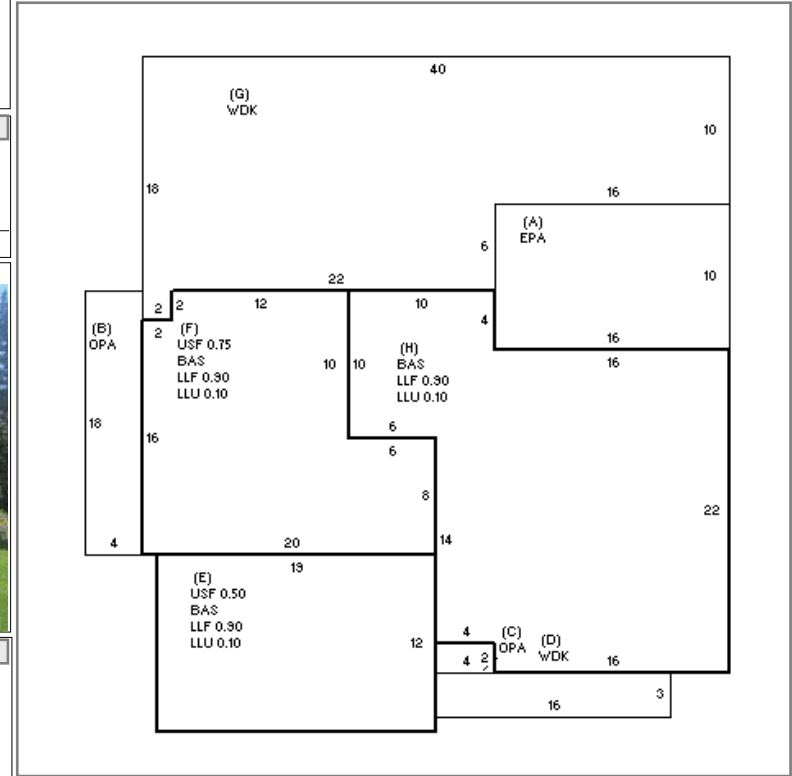 40
(G)
WDK
10
18
16
(A)
EPA
6
10
22
2
2
12
10
4
16
16
(B)
OPA
2
(F)
USF 0.75
BAS
LLF 0.90
LLU 0.10
(H)
BAS
LLF 0.90
LLU 0.10
10
10
18
16
6
6
8
22
4
20
14
19
(E)
USF 0.50
BAS
LLF 0.90
LLU 0.10
12
4
(C)
OPA
(D)
WDK
4
2
16
3
16